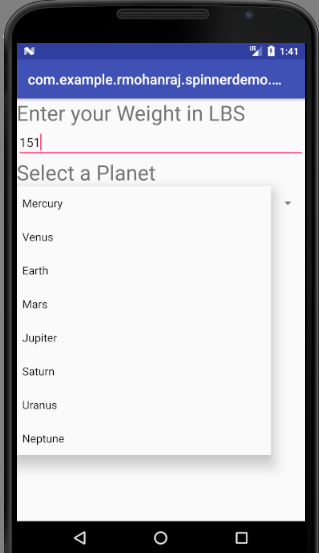 1:41
com.example.rmohanraj.spinnerdemo....
Enter your Weight in LBS
151
Select a Planet
Mercury
Venus
Earth
Mars
Jupiter
Saturn
Uranus
Neptune